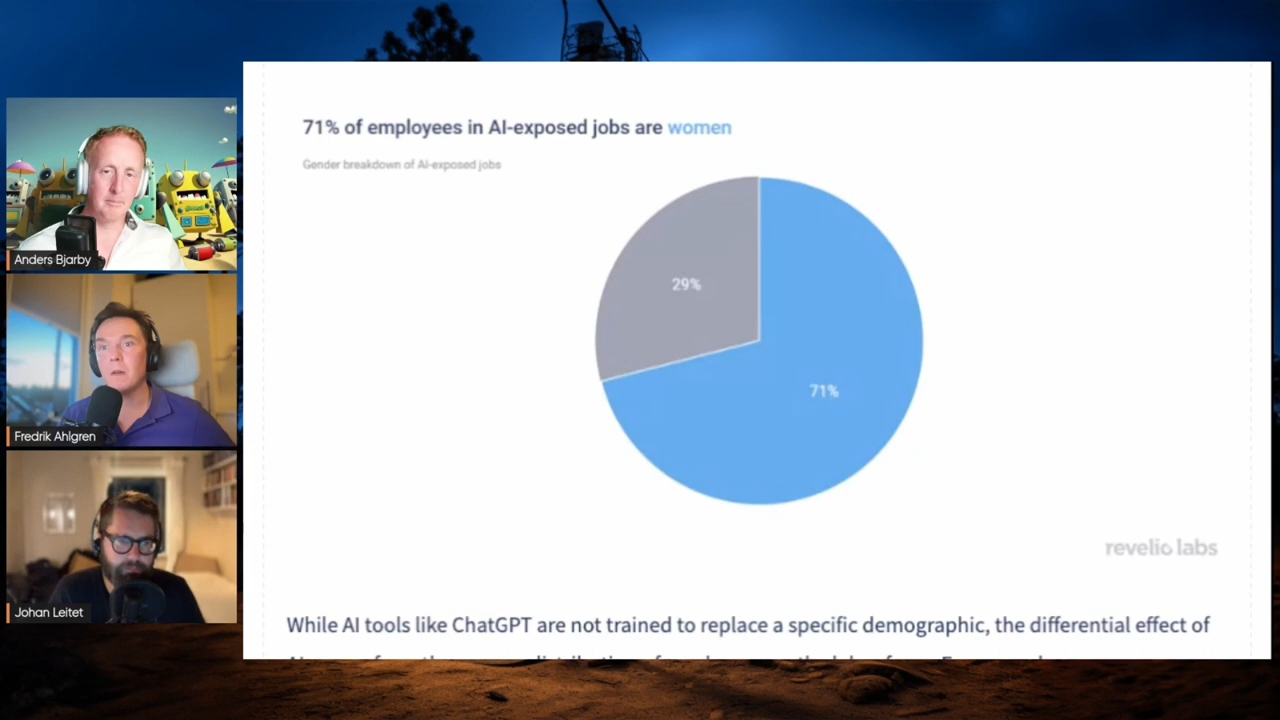 71% of employees in AI-exposed jobs are women
Gender breakdown of AI-exposed jobs
29%
71%
revelio labs
While AI tools like ChatGPT are not trained to replace a specific demographic, the differential effect of
Anders Bjarby
Fredrik Ahlgren
Johan Leitet